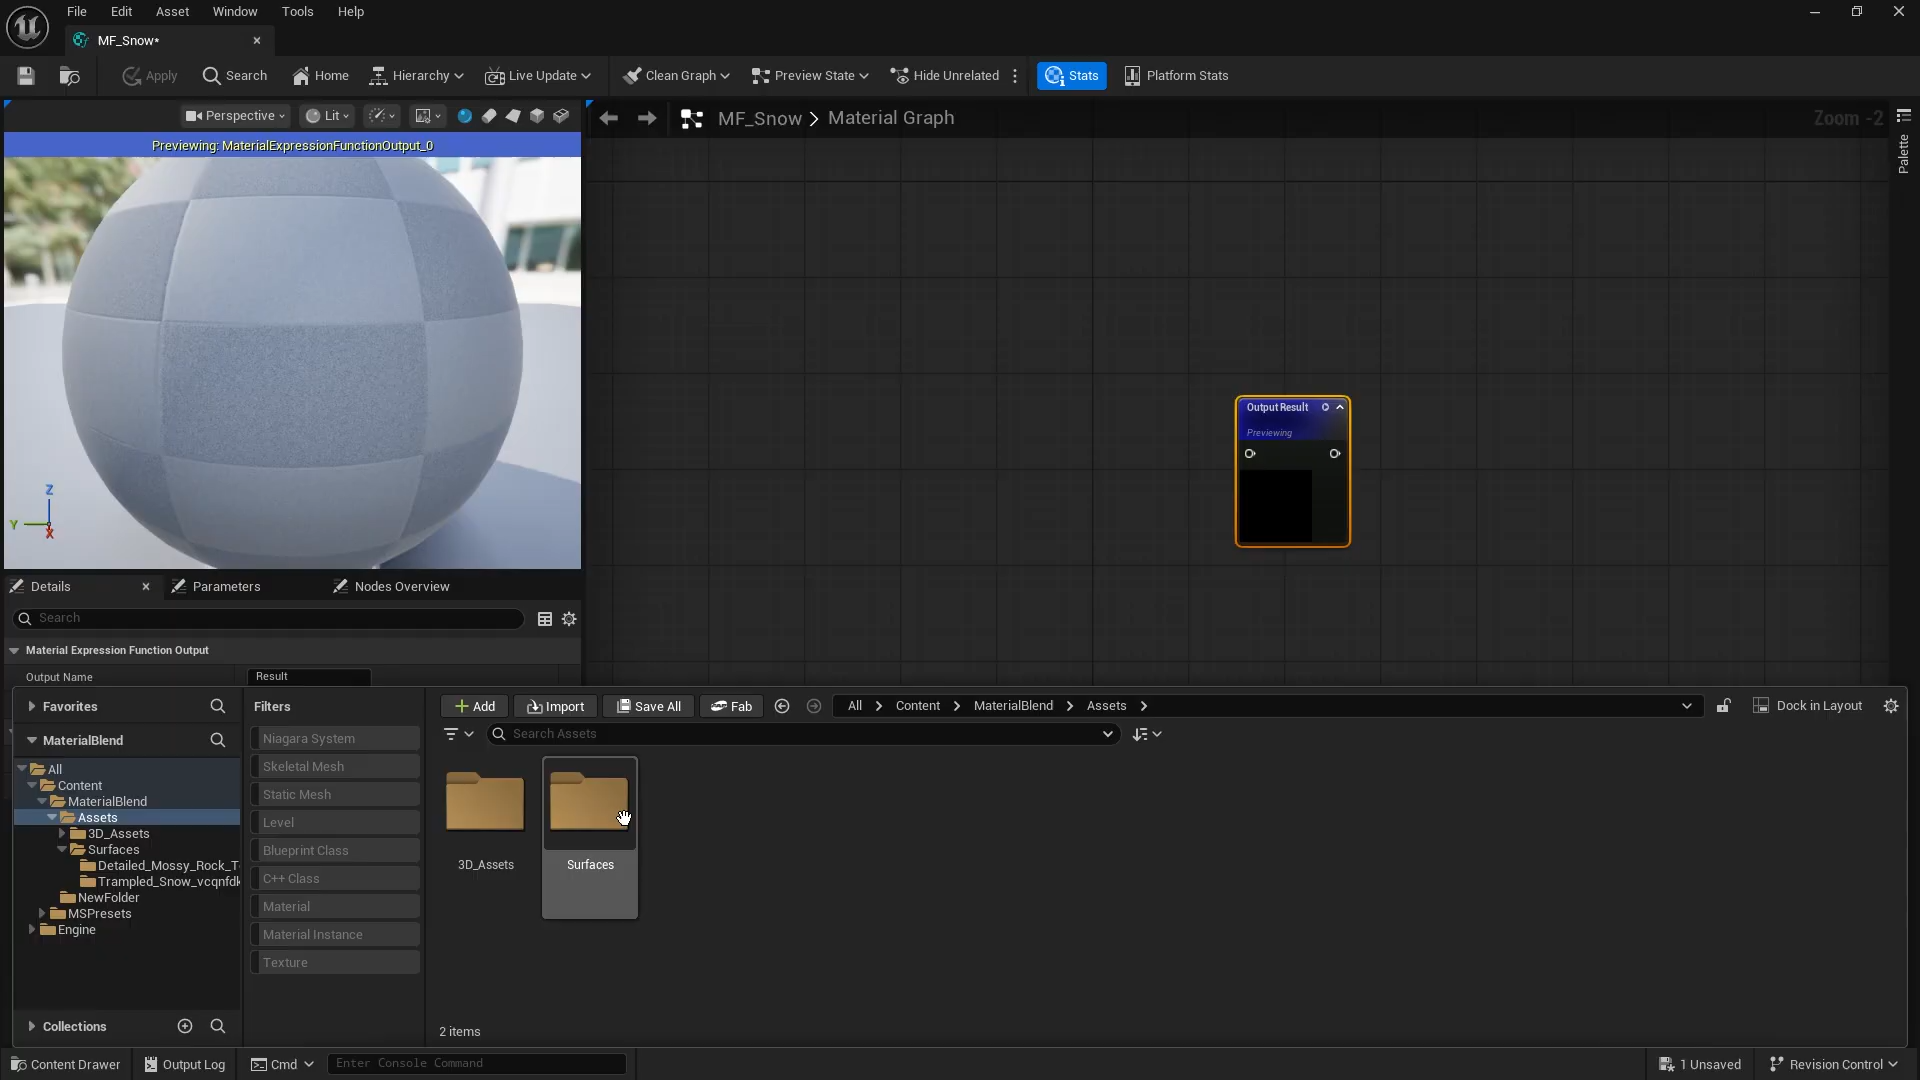 File Edit Asset Window Tools Help
MF_Snow*
Apply Search Home Hierarchy Live Update Clean Graph Preview State Hide Unrelated Stats Platform Stats
Perspective Lit
MF_Snow > Material Graph
Zoom -2
Palette
Previewing: MaterialExpressionFunctionOutput_0
Output Result
Previewing
Z
Y
X
Details Parameters Nodes Overview
Search
Material Expression Function Output
Output Name Result
Favorites
Filters
Add Import Save All Fab All > Content > MaterialBlend > Assets >
Dock in Layout
MaterialBlend
Search Assets
All
Content
MaterialBlend
Assets
3D_Assets
Surfaces
Detailed_Mossy_Rock_T
Trampled_Snow_vcqnfdk
NewFolder
MSPresets
Engine
Niagara System
Skeletal Mesh
Static Mesh
Level
Blueprint Class
C++ Class
Material
Material Instance
Texture
3D_Assets
Surfaces
Collections
2 items
Content Drawer Output Log Cmd Enter Console Command
1 Unsaved Revision Control